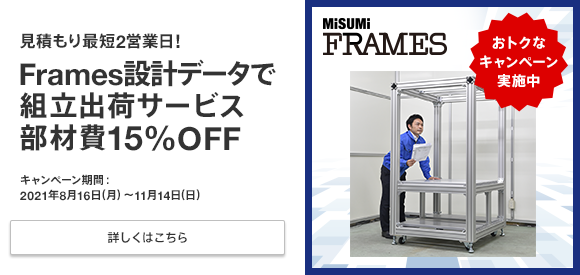 見積もり最短2営業日!
Frames設計データで
組立出荷サービス
部材費15%OFF
キャンペーン期間:
2021年8月16日(月)~11月14日(日)
詳しくはこちら
MiSUMi
FRAMES
おトクな
キャンペーン
実施中